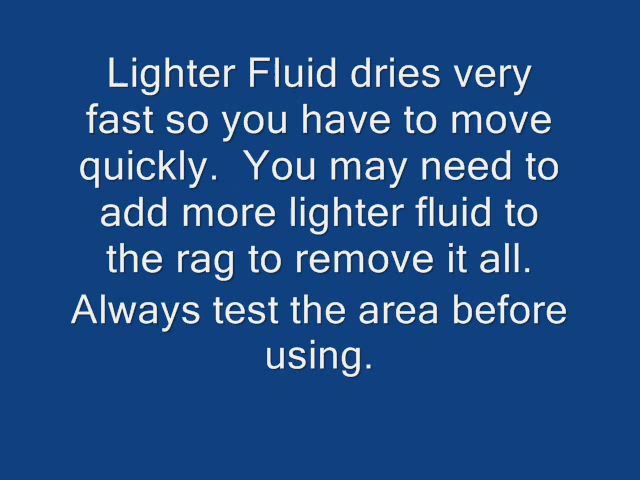 Lighter Fluid dries very
fast so you have to move
quickly.  You may need to
add more lighter fluid to
the rag to remove it all.
Always test the area before
using.